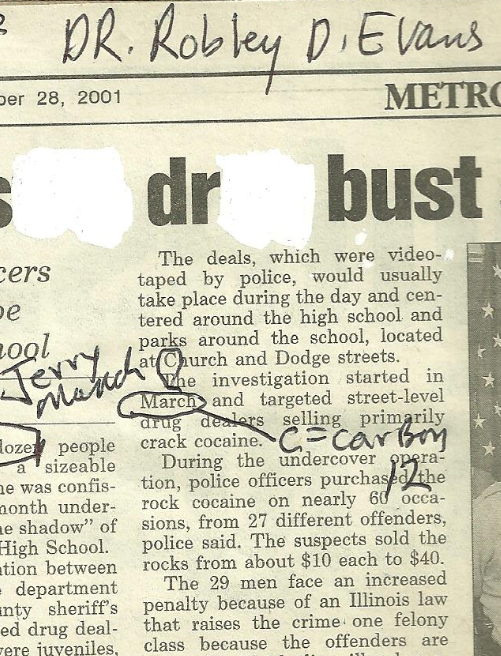 DR. Robley D. Evans
ber 28, 2001
METRO
s dr bust
cers
be
hool
Jerry
March
dozen people
a sizeable
ne was confis-
month under-
he shadow" of
High School.
ation between
e department
unty sheriff's
ed drug deal-
were juveniles,
The deals, which were video-
taped by police, would usually
take place during the day and cen-
tered around the high school and
parks around the school, located
at Church and Dodge streets.
The investigation started in
March and targeted street-level
drug dealers selling primarily
crack cocaine.
C=carbon
12
During the undercover opera-
tion, police officers purchased the
rock cocaine on nearly 60 occa-
sions, from 27 different offenders,
police said. The suspects sold the
rocks from about $10 each to $40.
The 29 men face an increased
penalty because of an Illinois law
that raises the crime one felony
class because the offenders are